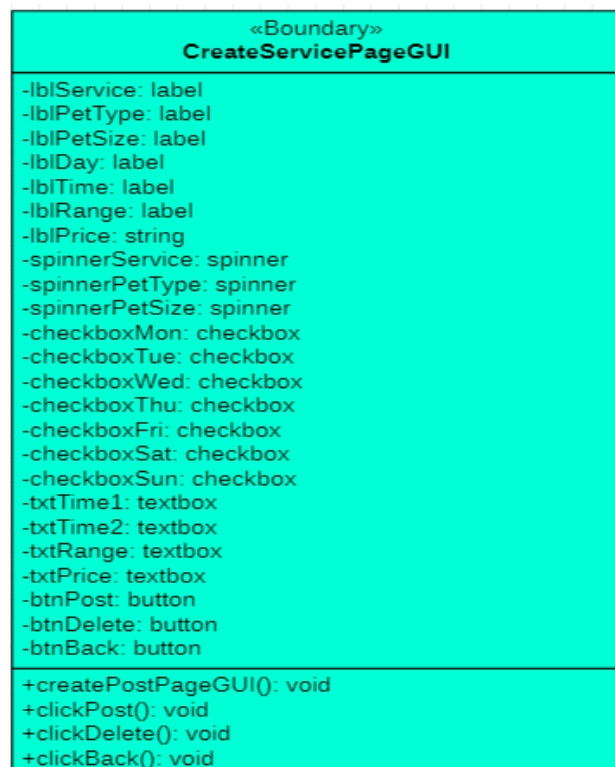 «Boundary»
CreateServicePageGUI
-lblService: label
-lblPetType: label
-lblPetSize: label
-lblDay: label
-lblTime: label
-lblRange: label
-lblPrice: string
-spinnerService: spinner
-spinnerPetType: spinner
-spinnerPetSize: spinner
-checkboxMon: checkbox
-checkboxTue: checkbox
-checkboxWed: checkbox
-checkboxThu: checkbox
-checkboxFri: checkbox
-checkboxSat: checkbox
-checkboxSun: checkbox
-txtTime1: textbox
-txtTime2: textbox
-txtRange: textbox
-txtPrice: textbox
-btnPost: button
-btnDelete: button
-btnBack: button
+createPostPageGUI(): void
+clickPost(): void
+clickDelete(): void
+clickBack(): void